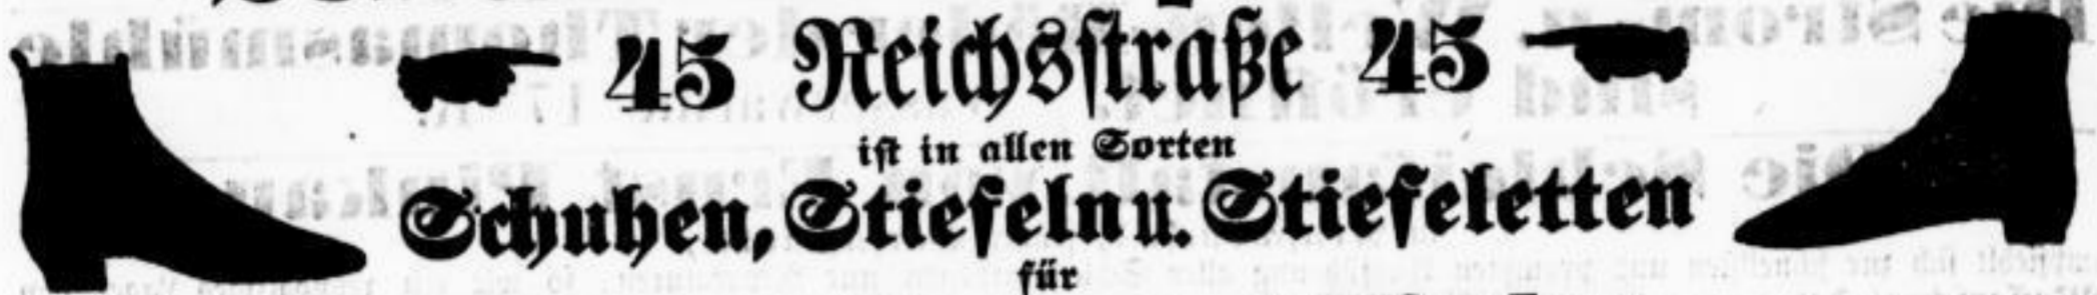 45 Reichsstraße 45
ist in allen Sorten
Schuhen, Stiefeln u. Stiefeletten
für